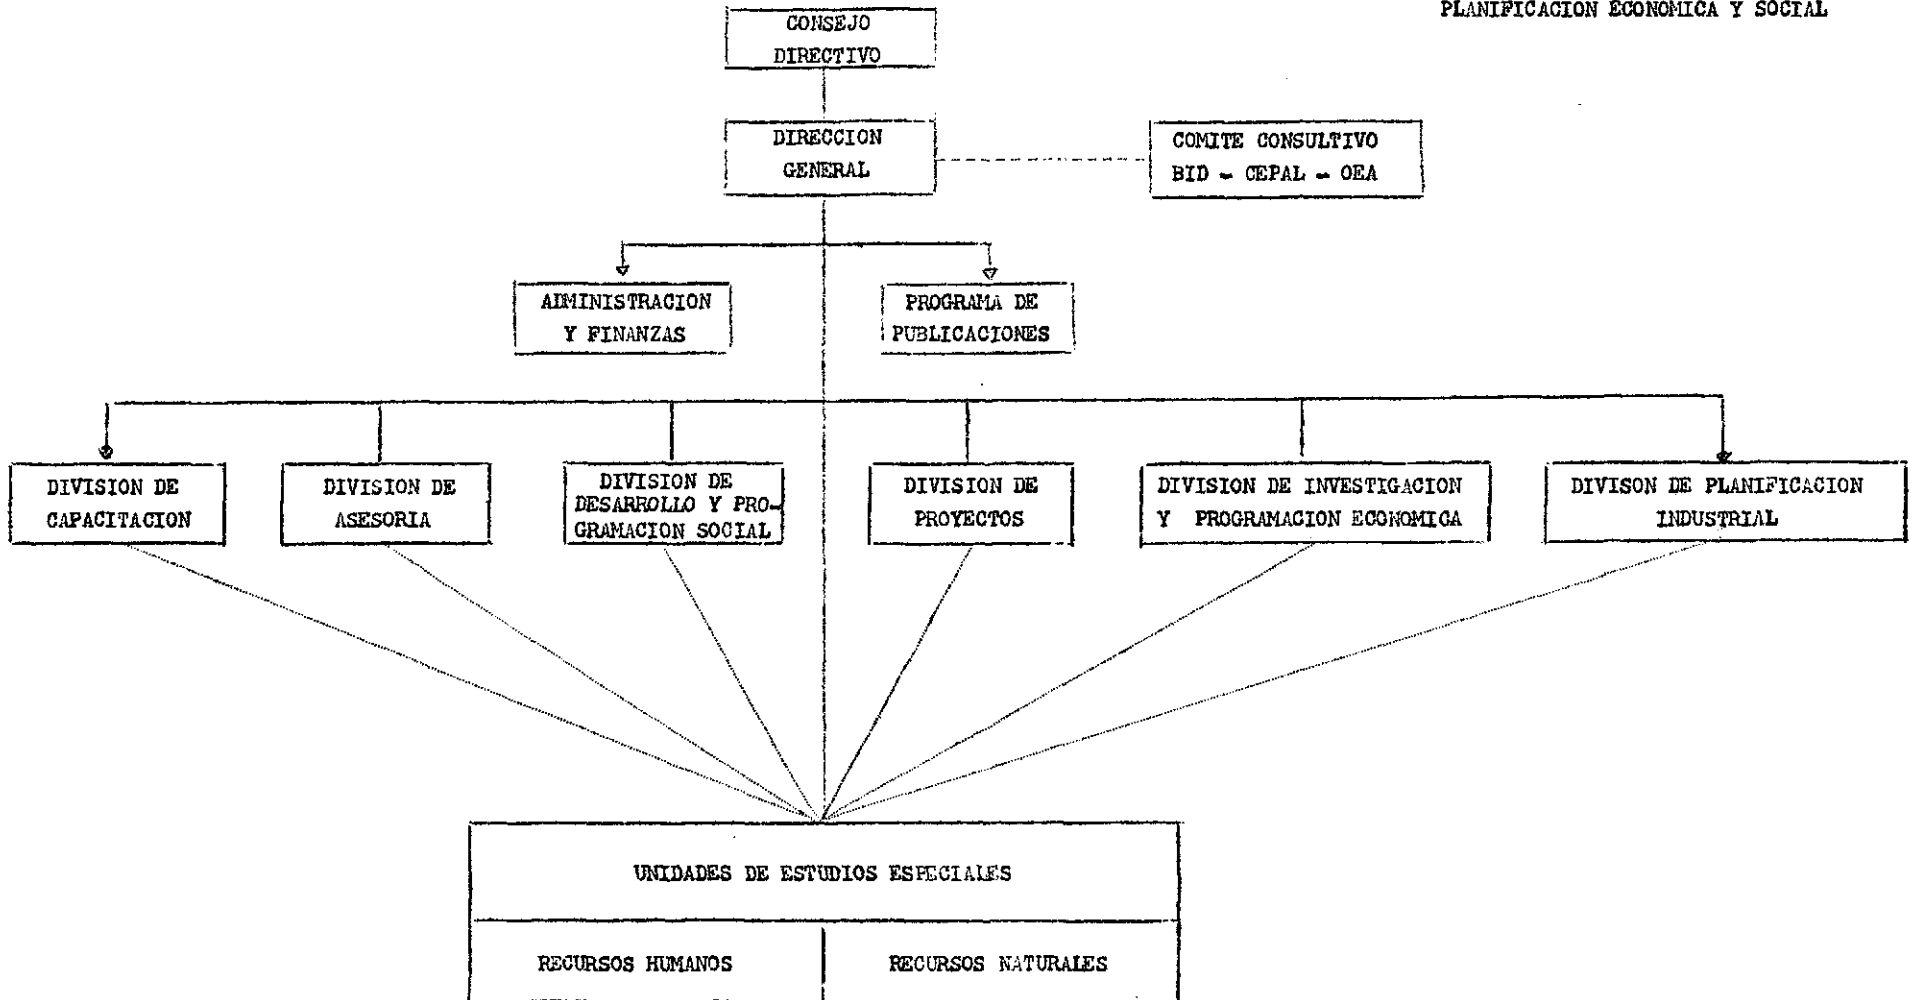 PLANIFICACION ECONOMICA Y SOCIAL
CONSEJO
DIRECTIVO
DIRECCION
GENERAL
COMITE CONSULTIVO
BID - CEPAL - OEA
ADMINISTRACION
Y FINANZAS
PROGRAMA DE
PUBLICACIONES
DIVISION DE
CAPACITACION
DIVISION DE
ASESORIA
DIVISION DE
DESARROLLO Y PRO-
GRAMACION SOCIAL
DIVISION DE
PROYECTOS
DIVISION DE INVESTIGACION
Y PROGRAMACION ECONOMICA
DIVISON DE PLANIFICACION
INDUSTRIAL
UNIDADES DE ESTUDIOS ESPECIALES
RECURSOS HUMANOS
RECURSOS NATURALES